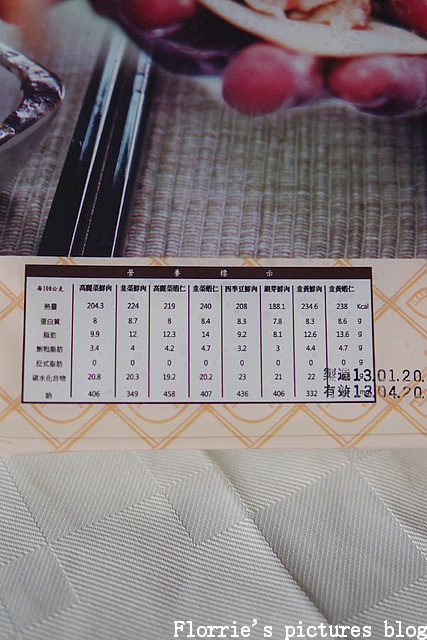 營養標示
每100公克 高麗菜鮮肉 韭菜鮮肉 高麗菜蝦仁 韭菜蝦仁 四季豆鮮肉 銀芽鮮肉 韭黃鮮肉 韭黃蝦仁
熱量 204.3 224 219 240 208 188.1 234.6 238 Kcal
蛋白質 8 8.7 8 8.4 8.3 7.8 8.3 8.6 g
脂肪 9.9 12 12.3 14 9.2 8.1 12.6 13.6 g
飽和脂肪 3.4 4 4.2 4.7 3.2 3 4.4 4.7 g
反式脂肪 0 0 0 0 0 0 0 0 g
碳水化合物 20.8 20.3 19.2 20.2 23 21 22
鈉 406 349 458 407 436 406 332
製造13.01.20.
有效13.04.20.
Florrie's pictures blog